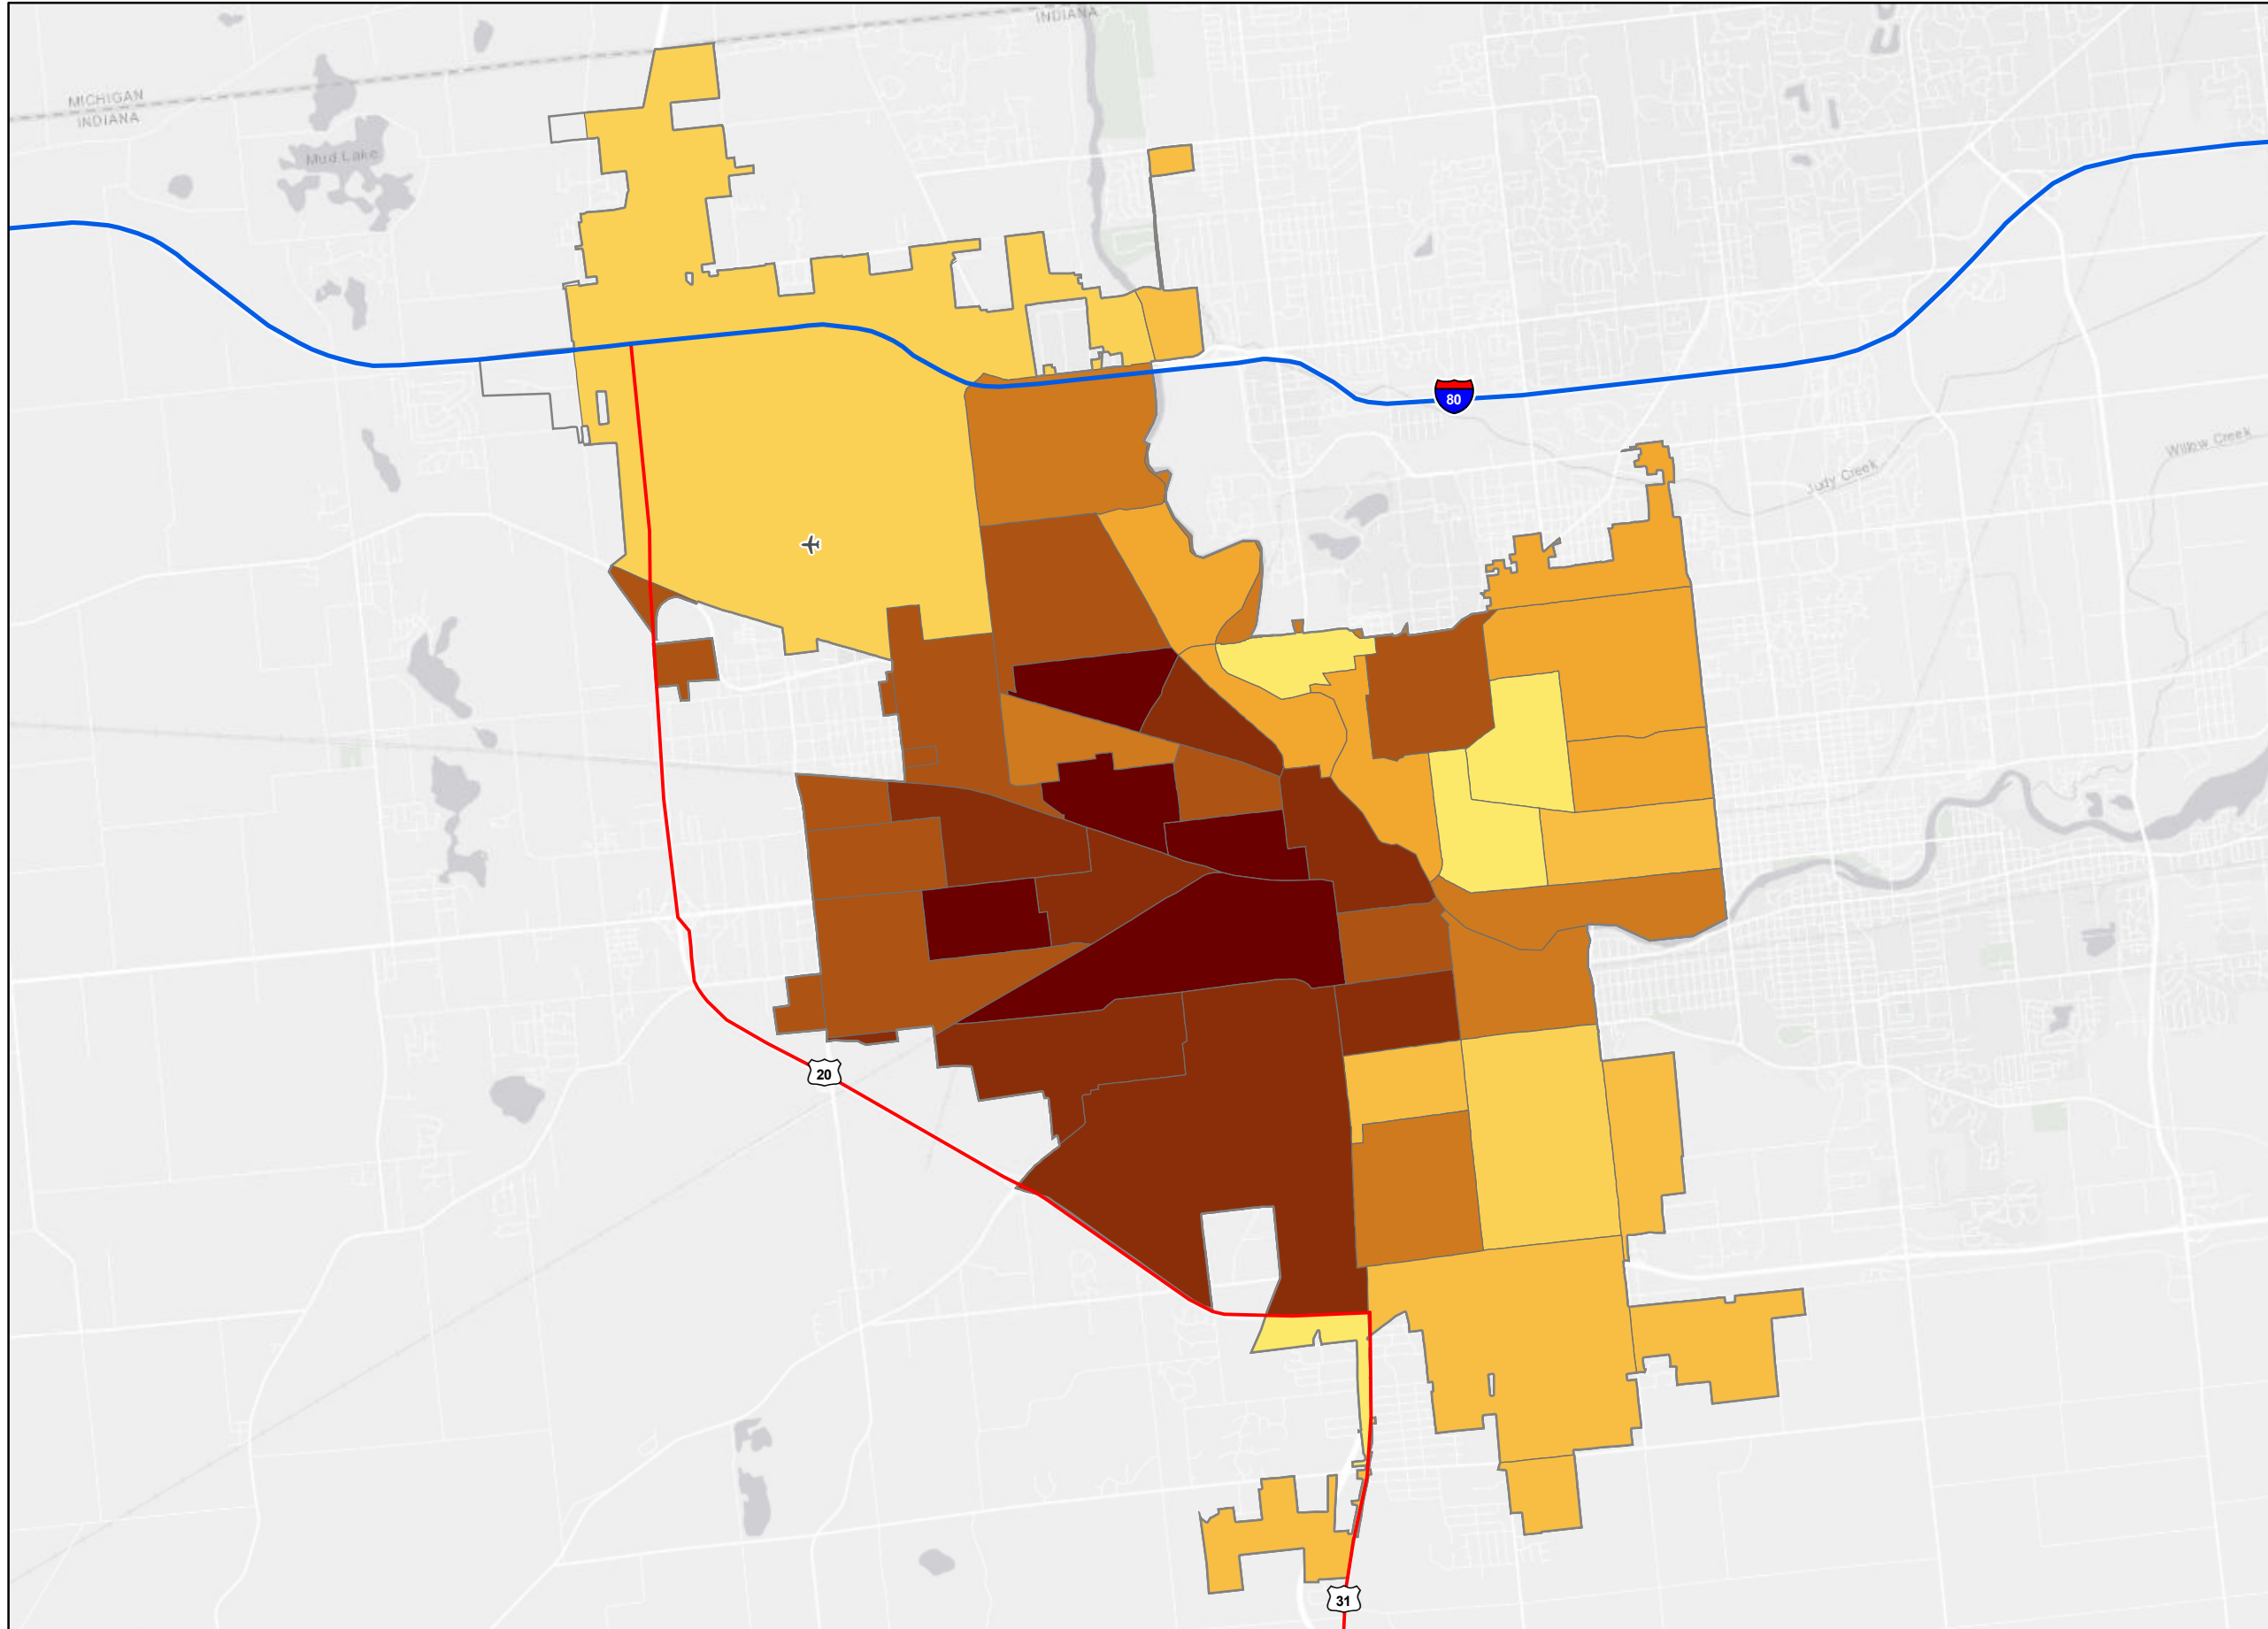 INDIANA
MICHIGAN
INDIANA
Mud Lake
80
Willow Creek
Judy Creek
20
31